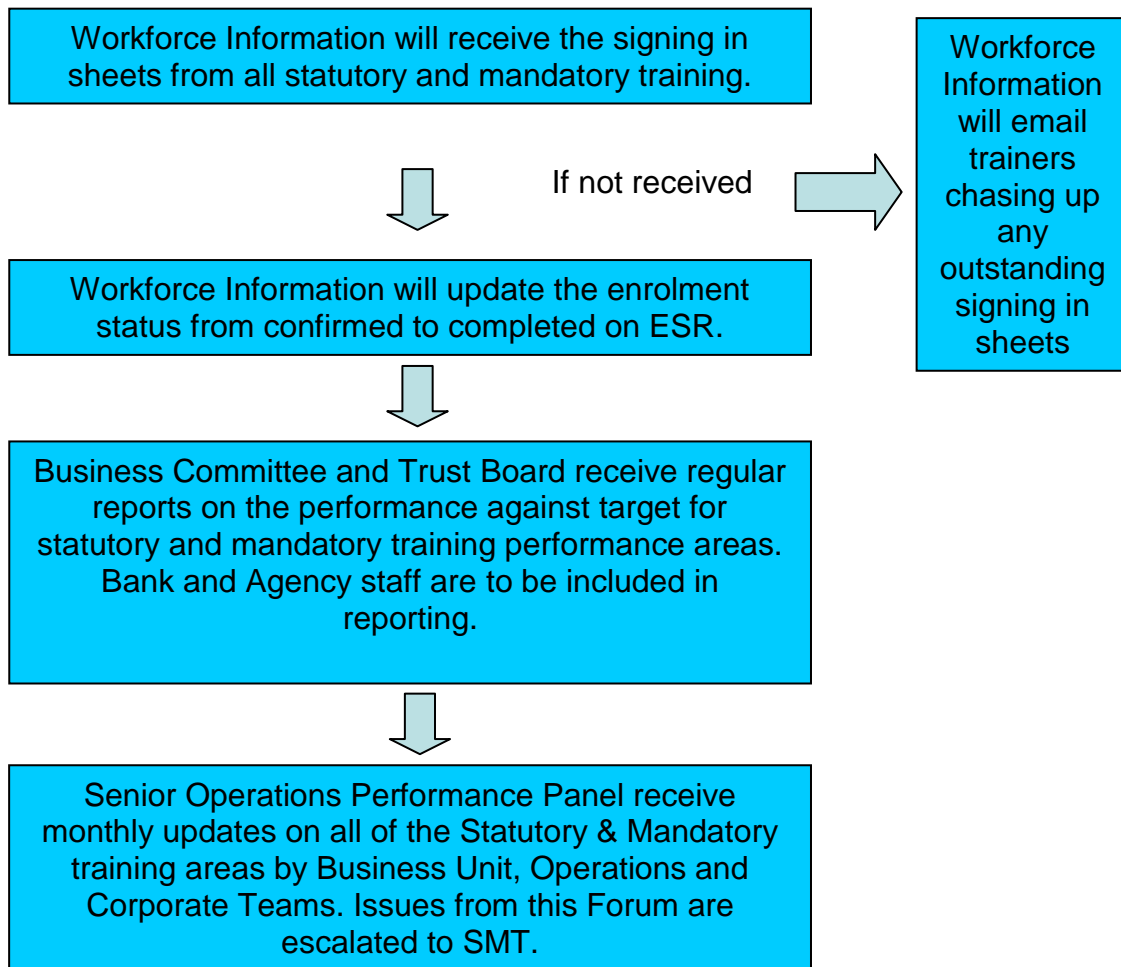 Workforce Information will receive the signing in
sheets from all statutory and mandatory training.
If not received
Workforce
Information
will email
trainers
chasing up
any
outstanding
signing in
sheets
Workforce Information will update the enrolment
status from confirmed to completed on ESR.
Business Committee and Trust Board receive regular
reports on the performance against target for
statutory and mandatory training performance areas.
Bank and Agency staff are to be included in
reporting.
Senior Operations Performance Panel receive
monthly updates on all of the Statutory & Mandatory
training areas by Business Unit, Operations and
Corporate Teams. Issues from this Forum are
escalated to SMT.